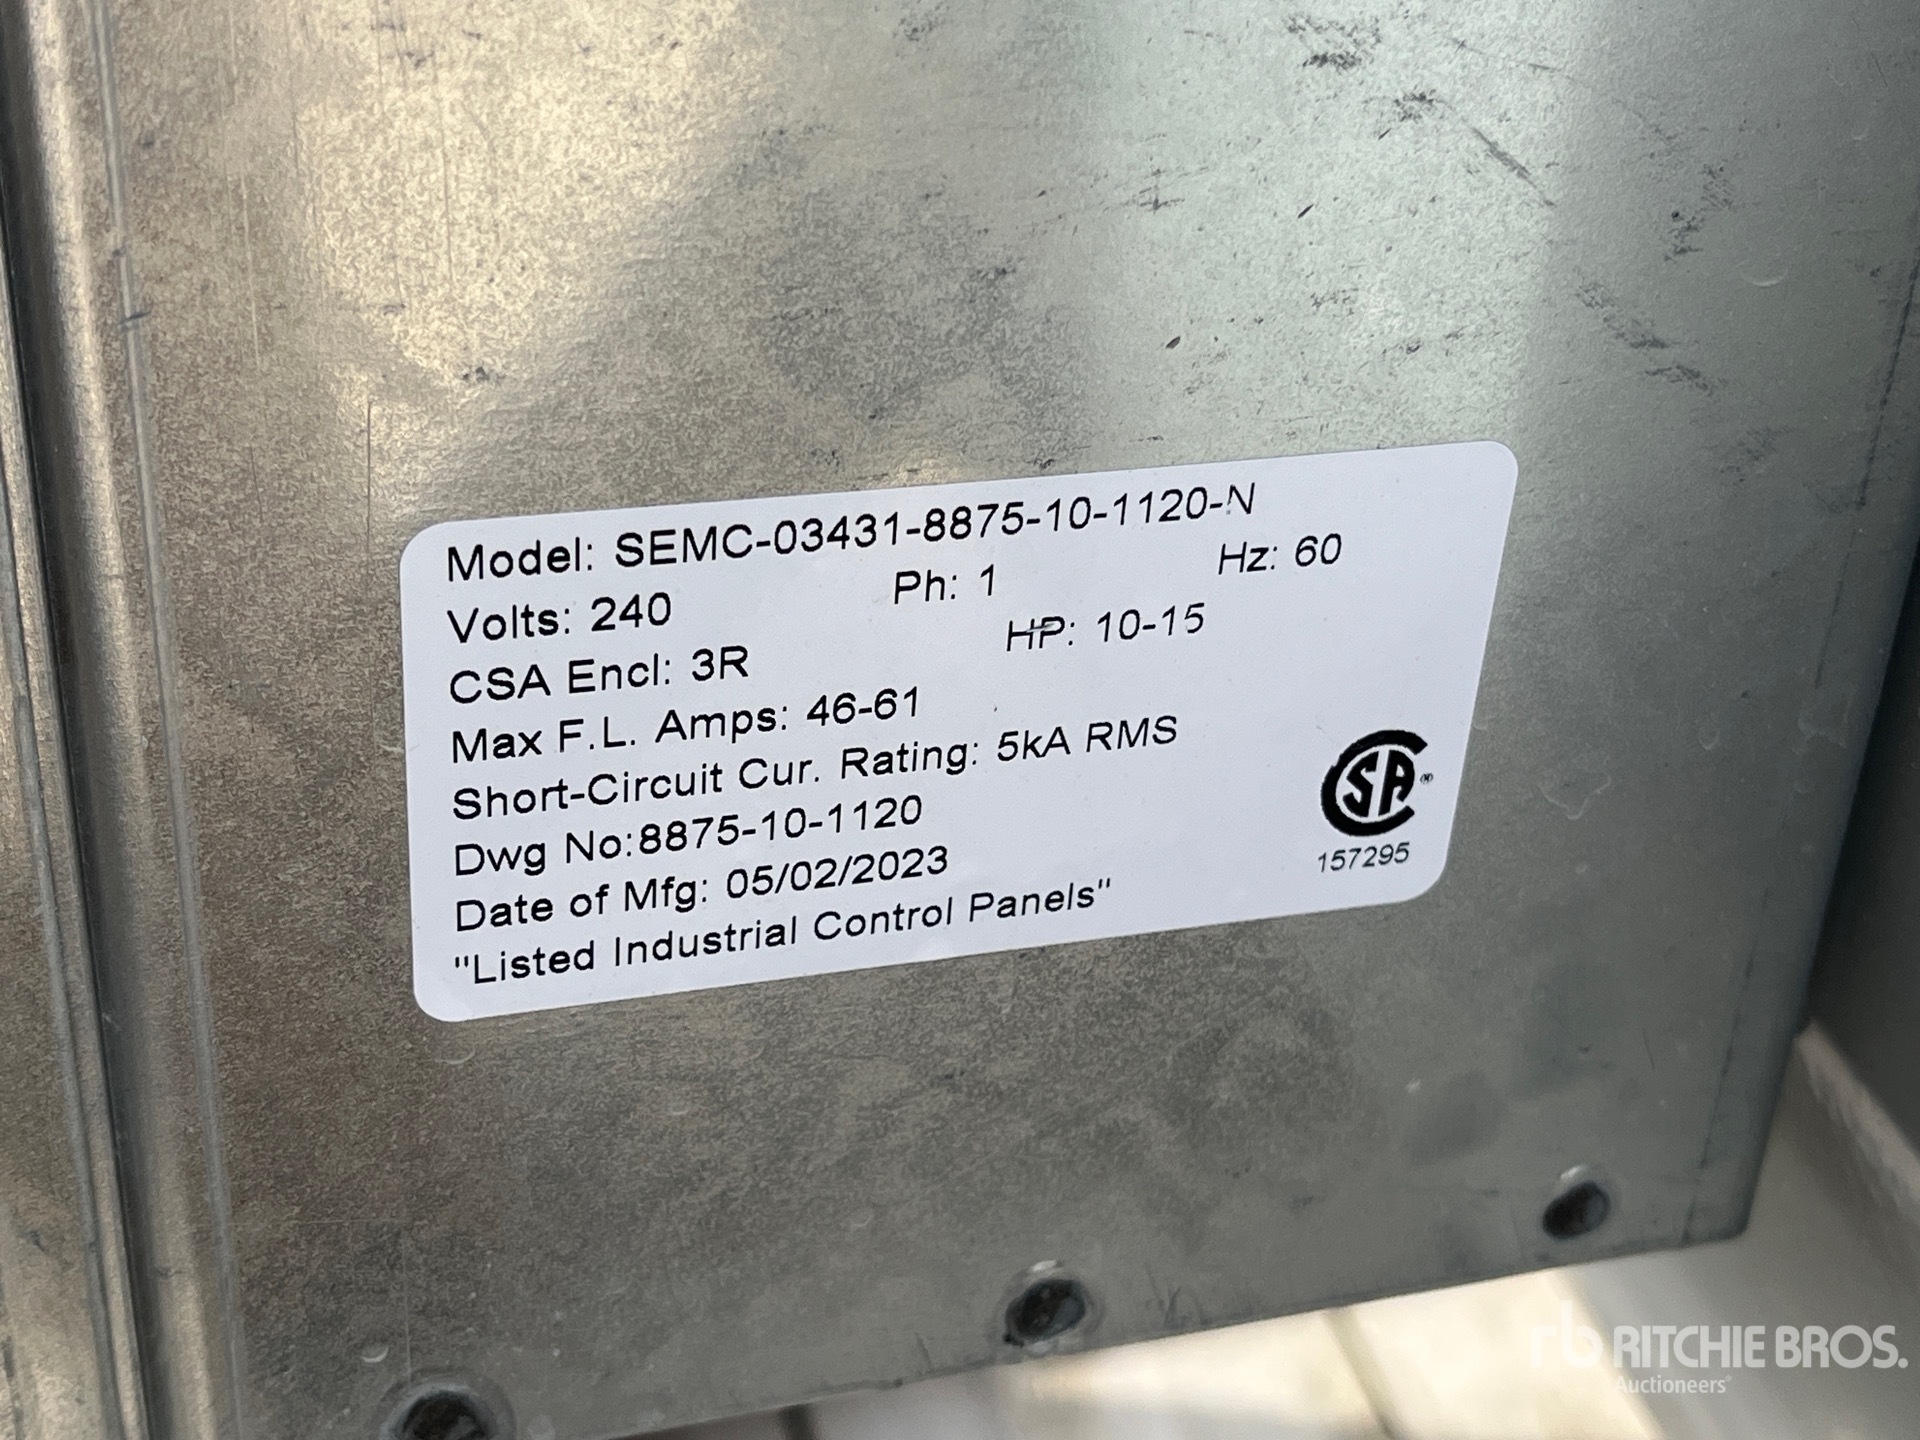 Model: SEMC-03431-8875-10-1120-N
Volts: 240 Ph: 1 Hz: 60
CSA Encl: 3R HP: 10-15
Max F.L. Amps: 46-61
Short-Circuit Cur. Rating: 5kA RMS
Dwg No:8875-10-1120
Date of Mfg: 05/02/2023
"Listed Industrial Control Panels"
CSA®
157295
rb RITCHIE BROS.
Auctioneers®